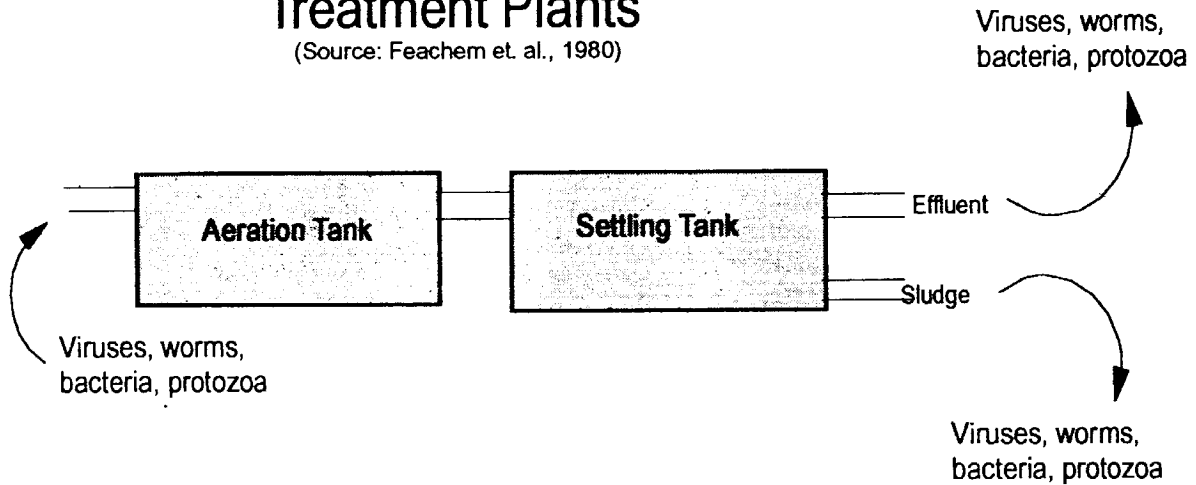 Treatment Plants
(Source: Feachem et. al., 1980)
Viruses, worms,
bacteria, protozoa
Aeration Tank
Settling Tank
Effluent
Sludge
Viruses, worms,
bacteria, protozoa
Viruses, worms,
bacteria, protozoa